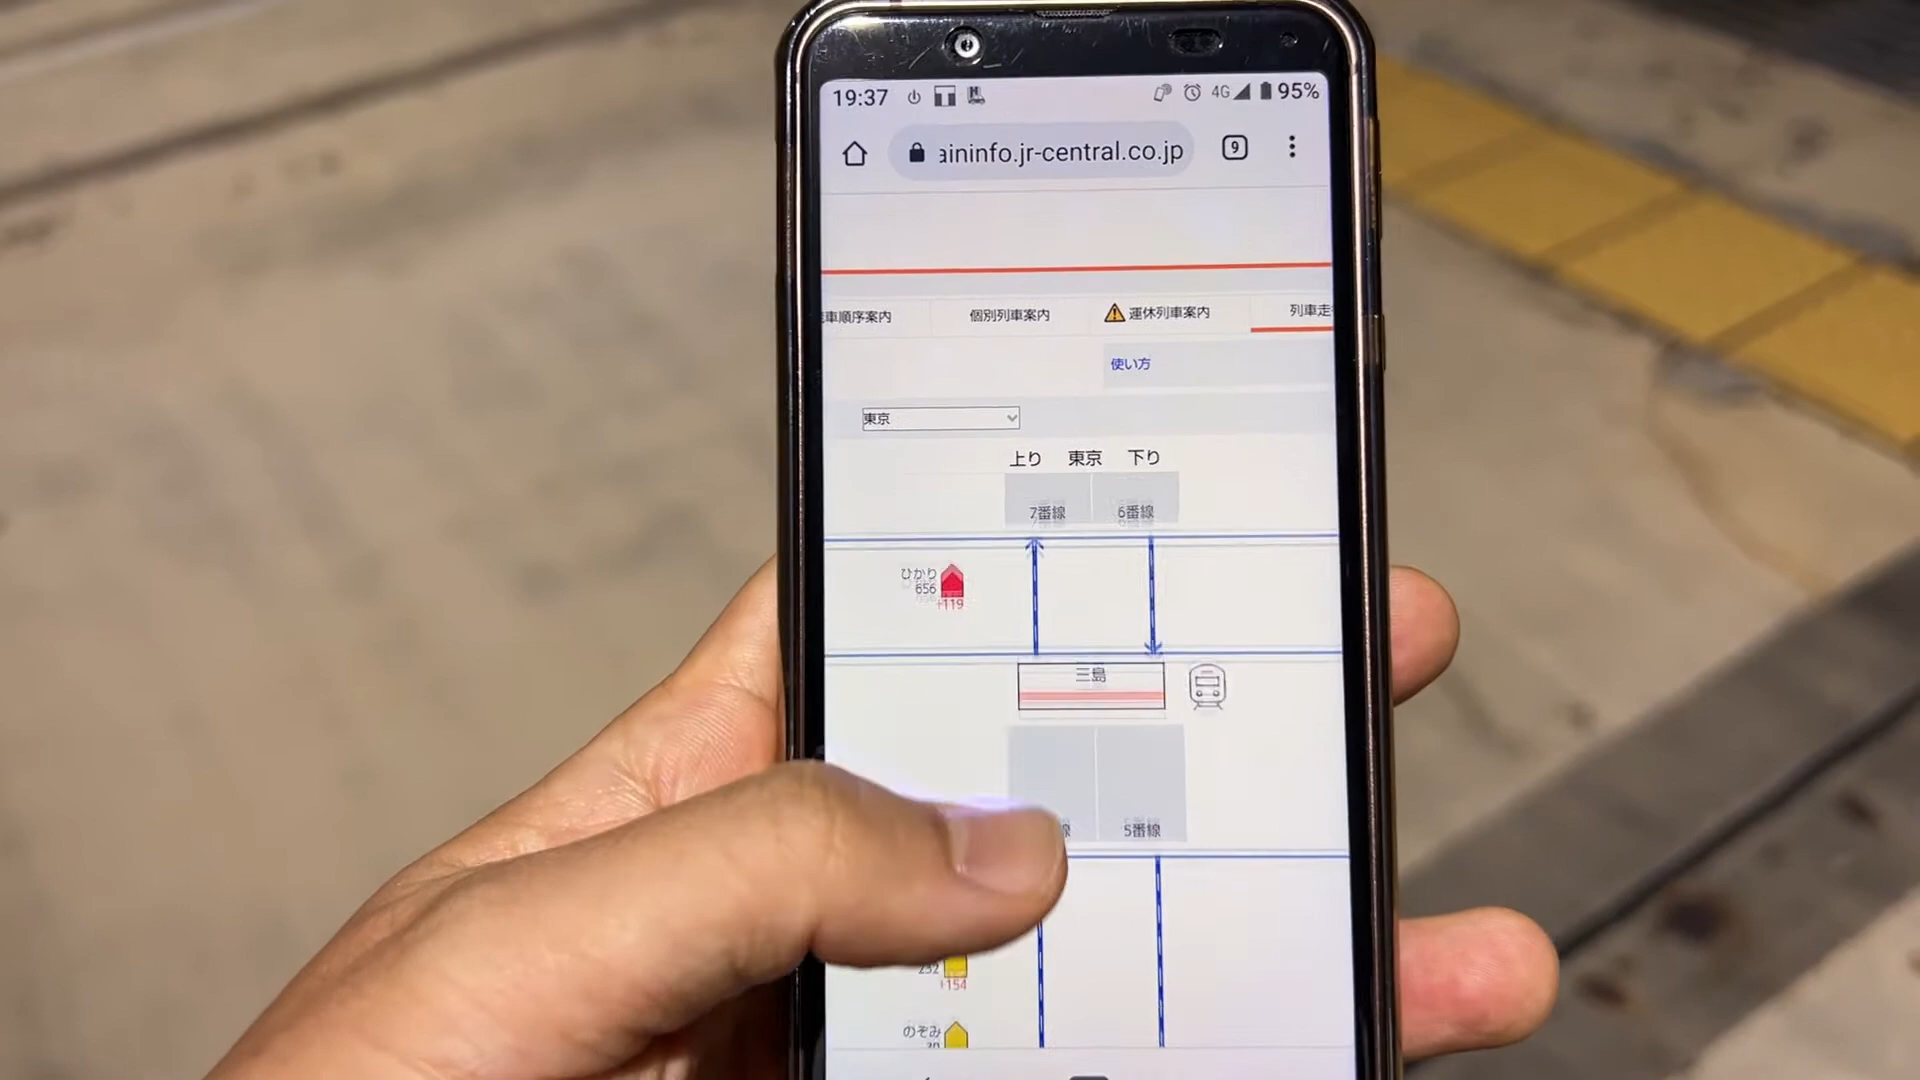 19:37 4G 95%
aininfo.jr-central.co.jp 9
車順序案内 個別列車案内 運休列車案内 列車走
使い方
東京
上り 東京 下り
7番線 6番線
ひかり
656
+119
三島
線 5番線
232
+154
のぞみ